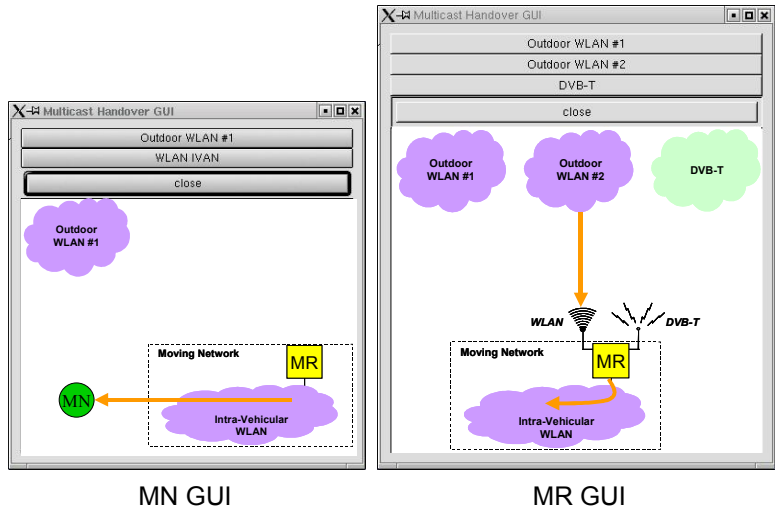 Multicast Handover GUI
Outdoor WLAN #1
WLAN IVAN
close
Outdoor
WLAN #1
Moving Network
MR
MN
Intra-Vehicular
WLAN
MN GUI
Multicast Handover GUI
Outdoor WLAN #1
Outdoor WLAN #2
DVB-T
close
Outdoor
WLAN #1
Outdoor
WLAN #2
DVB-T
WLAN
DVB-T
Moving Network
MR
Intra-Vehicular
WLAN
MR GUI